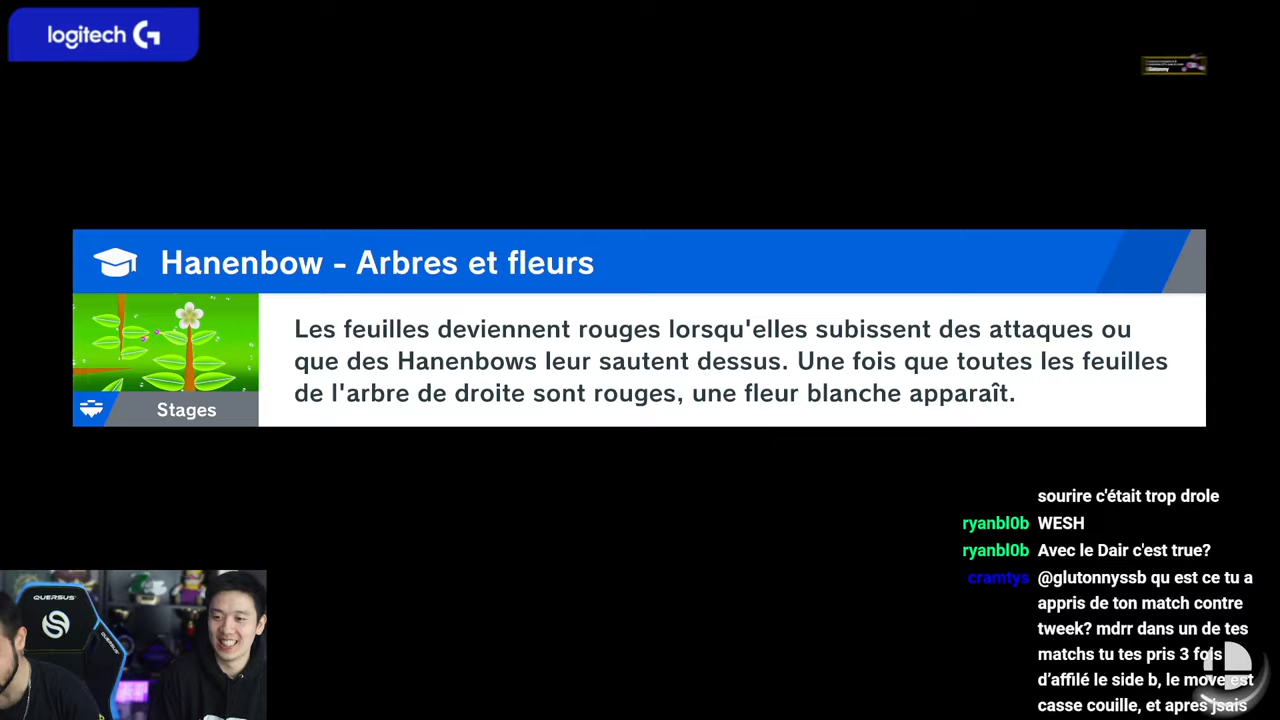 logitech G
Hanenbow - Arbres et fleurs
Les feuilles deviennent rouges lorsqu'elles subissent des attaques ou
que des Hanenbows leur sautent dessus. Une fois que toutes les feuilles
de l'arbre de droite sont rouges, une fleur blanche apparaît.
Stages
sourire c'était trop drole
ryanbl0b WESH
ryanbl0b Avec le Dair c'est true?
cramtys @glutonnyssb qu est ce tu a
appris de ton match contre
tweek? mdrr dans un de tes
matchs tu tes pris 3 fois
d'affilé le side b, le move est
casse couille, et apres jsais
QUERSUS